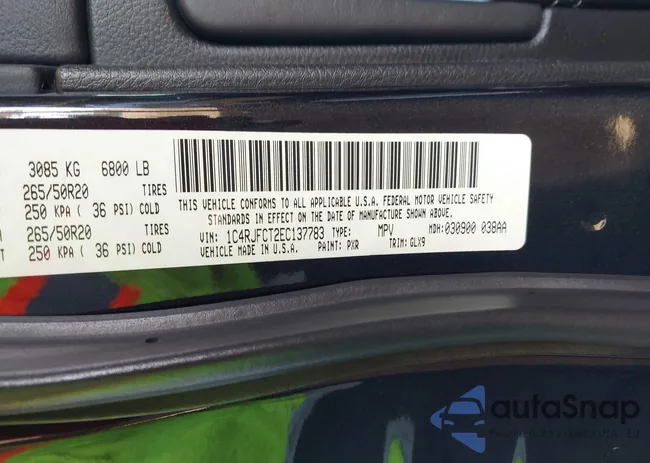 3085 KG 6800 LB
265/50R20 TIRES
250 KPA ( 36 PSI) COLD
265/50R20 TIRES
250 KPA ( 36 PSI) COLD
THIS VEHICLE CONFORMS TO ALL APPLICABLE U.S.A. FEDERAL MOTOR VEHICLE SAFETY
STANDARDS IN EFFECT ON THE DATE OF MANUFACTURE SHOWN ABOVE.
VIN: 1C4RJFCT2EC137783 TYPE: MPV MDH:030900 038AA
VEHICLE MADE IN U.S.A. PAINT: PXR TRIM: GLX9
autoSnap